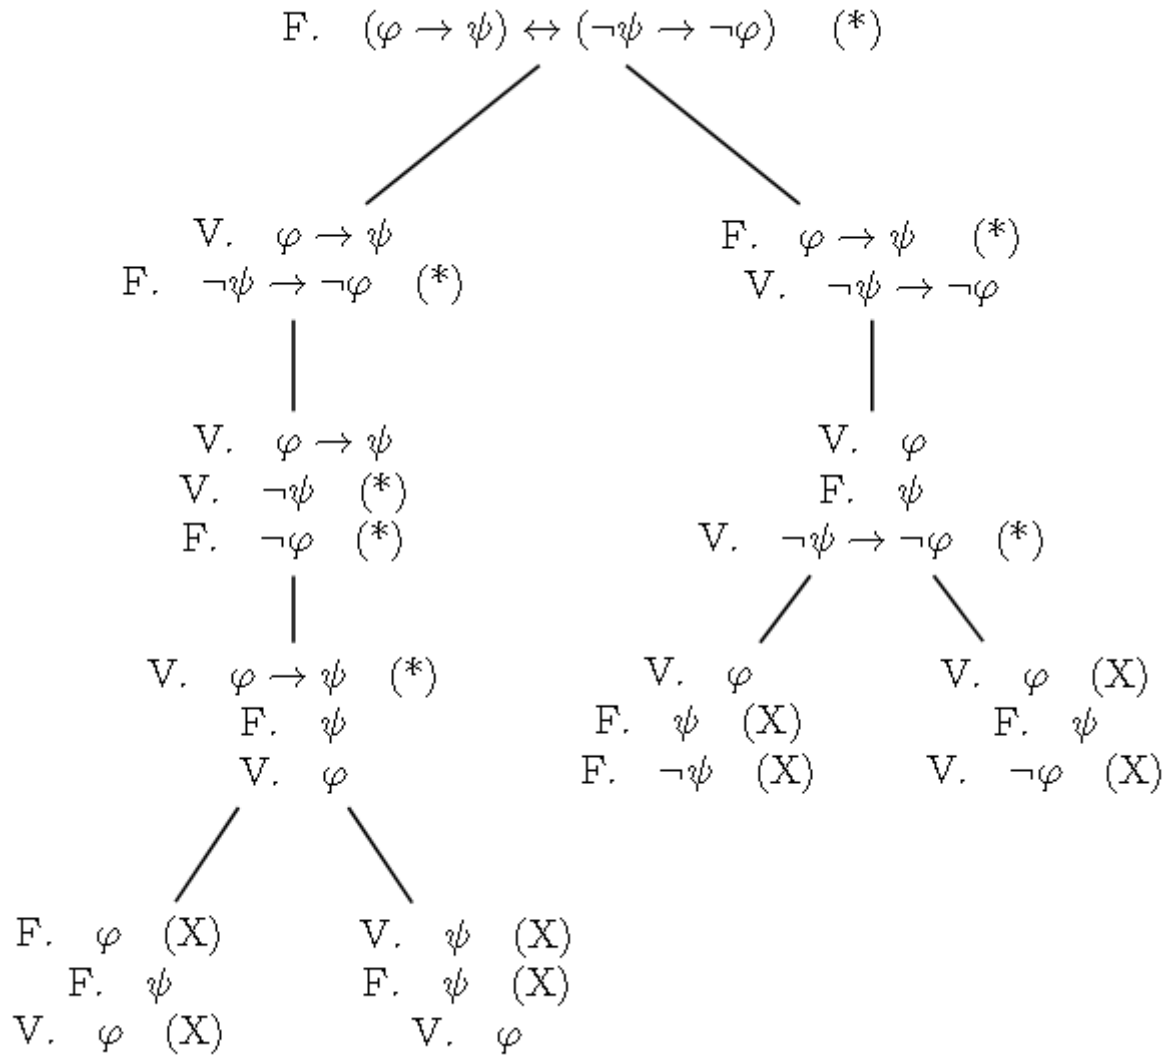 F. (φ → ψ) ↔ (¬ψ → ¬φ) (*)
V. φ → ψ
F. ¬ψ → ¬φ (*)
F. φ → ψ (*)
V. ¬ψ → ¬φ
V. φ → ψ
V. ¬ψ (*)
F. ¬φ (*)
V. φ
F. ψ
V. ¬ψ → ¬φ (*)
V. φ → ψ (*)
F. ψ
V. φ
V. φ
F. ψ (X)
F. ¬ψ (X)
V. φ (X)
F. ψ
V. ¬φ (X)
F. φ (X)
F. ψ
V. φ (X)
V. ψ (X)
F. ψ (X)
V. φ